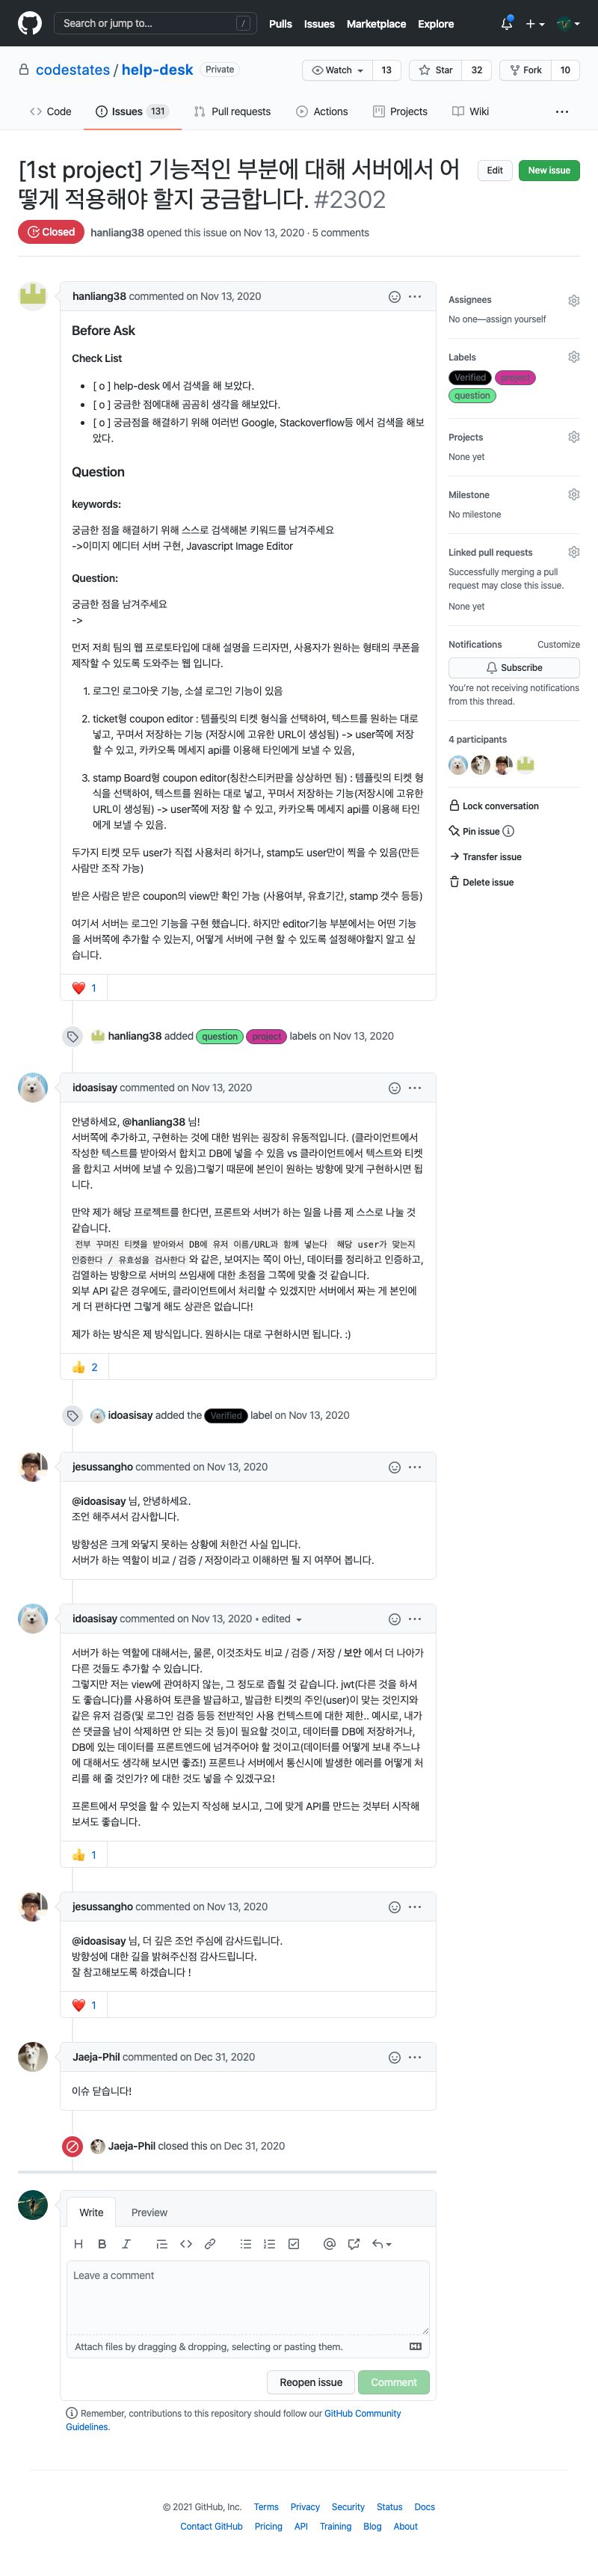 Search or jump to... /
Pulls Issues Marketplace Explore
codestates / help-desk Private
Watch 13 Star 32 Fork 10
Code Issues 131 Pull requests Actions Projects Wiki ...
[1st project] 기능적인 부분에 대해 서버에서 어
떻게 적용해야 할지 궁금합니다. #2302
Edit New issue
Closed hanliang38 opened this issue on Nov 13, 2020 · 5 comments
hanliang38 commented on Nov 13, 2020
Before Ask
Check List
• [ o ] help-desk 에서 검색을 해 보았다.
• [ o ] 궁금한 점에대해 곰곰히 생각을 해보았다.
• [ o ] 궁금점을 해결하기 위해 여러번 Google, Stackoverflow등 에서 검색을 해보
았다.
Question
keywords:
궁금한 점을 해결하기 위해 스스로 검색해본 키워드를 남겨주세요
->이미지 에디터 서버 구현, Javascript Image Editor
Question:
궁금한 점을 남겨주세요
->
먼저 저희 팀의 웹 프로토타입에 대해 설명을 드리자면, 사용자가 원하는 형태의 쿠폰을
제작할 수 있도록 도와주는 웹 입니다.
1. 로그인 로그아웃 기능, 소셜 로그인 기능이 있음
2. ticket형 coupon editor : 템플릿의 티켓 형식을 선택하여, 텍스트를 원하는 대로
넣고, 꾸며서 저장하는 기능 (저장시에 고유한 URL이 생성됨) -> user쪽에 저장
할 수 있고, 카카오톡 메세지 api를 이용해 타인에게 보낼 수 있음,
3. stamp Board형 coupon editor(칭찬스티커판을 상상하면 됨) : 템플릿의 티켓 형
식을 선택하여, 텍스트를 원하는 대로 넣고, 꾸며서 저장하는 기능(저장시에 고유한
URL이 생성됨) -> user쪽에 저장 할 수 있고, 카카오톡 메세지 api를 이용해 타인
에게 보낼 수 있음.
두가지 티켓 모두 user가 직접 사용처리 하거나, stamp도 user만이 찍을 수 있음(만든
사람만 조작 가능)
받은 사람은 받은 coupon의 view만 확인 가능 (사용여부, 유효기간, stamp 갯수 등등)
여기서 서버는 로그인 기능을 구현 했습니다. 하지만 editor기능 부분에서는 어떤 기능
을 서버쪽에 추가할 수 있는지, 어떻게 서버에 구현 할 수 있도록 설정해야할지 알고 싶
습니다.
❤️ 1
Assignees
No one—assign yourself
Labels
Verified project
question
Projects
None yet
Milestone
No milestone
Linked pull requests
Successfully merging a pull
request may close this issue.
None yet
Notifications Customize
Subscribe
You're not receiving notifications
from this thread.
4 participants
Lock conversation
Pin issue
Transfer issue
Delete issue
hanliang38 added question project labels on Nov 13, 2020
idoasisay commented on Nov 13, 2020
안녕하세요, @hanliang38 님!
서버쪽에 추가하고, 구현하는 것에 대한 범위는 굉장히 유동적입니다. (클라이언트에서
작성한 텍스트를 받아와서 합치고 DB에 넣을 수 있음 vs 클라이언트에서 텍스트와 티켓
을 합치고 서버에 보낼 수 있음)그렇기 때문에 본인이 원하는 방향에 맞게 구현하시면 됩
니다.
만약 제가 해당 프로젝트를 한다면, 프론트와 서버가 하는 일을 나름 제 스스로 나눌 것
같습니다.
전부 꾸며진 티켓을 받아와서 DB에 유저 이름/URL과 함께 넣는다 해당 user가 맞는지
인증한다 / 유효성을 검사한다 와 같은, 보여지는 쪽이 아닌, 데이터를 정리하고 인증하고,
검열하는 방향으로 서버의 쓰임새에 대한 초점을 그쪽에 맞출 것 같습니다.
외부 API 같은 경우에도, 클라이언트에서 처리할 수 있겠지만 서버에서 짜는 게 본인에
게 더 편하다면 그렇게 해도 상관은 없습니다!
제가 하는 방식은 제 방식입니다. 원하시는 대로 구현하시면 됩니다. :)
👍 2
idoasisay added the Verified label on Nov 13, 2020
jesussangho commented on Nov 13, 2020
@idoasisay 님, 안녕하세요.
조언 해주셔서 감사합니다.
방향성은 크게 와닿지 못하는 상황에 처한건 사실 입니다.
서버가 하는 역할이 비교 / 검증 / 저장이라고 이해하면 될 지 여쭈어 봅니다.
idoasisay commented on Nov 13, 2020 • edited
서버가 하는 역할에 대해서는, 물론, 이것조차도 비교 / 검증 / 저장 / 보안 에서 더 나아가
다른 것들도 추가할 수 있습니다.
그렇지만 저는 view에 관여하지 않는, 그 정도로 좁힐 것 같습니다. jwt(다른 것을 하셔
도 좋습니다)를 사용하여 토큰을 발급하고, 발급한 티켓의 주인(user)이 맞는 것인지와
같은 유저 검증(및 로그인 검증 등등 전반적인 사용 컨텍스트에 대한 제한.. 예시로, 내가
쓴 댓글을 남이 삭제하면 안 되는 것 등)이 필요할 것이고, 데이터를 DB에 저장하거나,
DB에 있는 데이터를 프론트엔드에 넘겨주어야 할 것이고(데이터를 어떻게 보내 주느냐
에 대해서도 생각해 보시면 좋죠!) 프론트나 서버에서 통신시에 발생한 에러를 어떻게 처
리를 해 줄 것인가? 에 대한 것도 넣을 수 있겠구요!
프론트에서 무엇을 할 수 있는지 작성해 보시고, 그에 맞게 API를 만드는 것부터 시작해
보셔도 좋습니다.
👍 1
jesussangho commented on Nov 13, 2020
@idoasisay 님, 더 깊은 조언 주심에 감사드립니다.
방향성에 대한 길을 밝혀주신점 감사드립니다.
잘 참고해보도록 하겠습니다 !
❤️ 1
Jaeja-Phil commented on Dec 31, 2020
이슈 닫습니다!
Jaeja-Phil closed this on Dec 31, 2020
Write Preview
Leave a comment
Attach files by dragging & dropping, selecting or pasting them.
Reopen issue Comment
Remember, contributions to this repository should follow our GitHub Community
Guidelines.
© 2021 GitHub, Inc. Terms Privacy Security Status Docs
Contact GitHub Pricing API Training Blog About